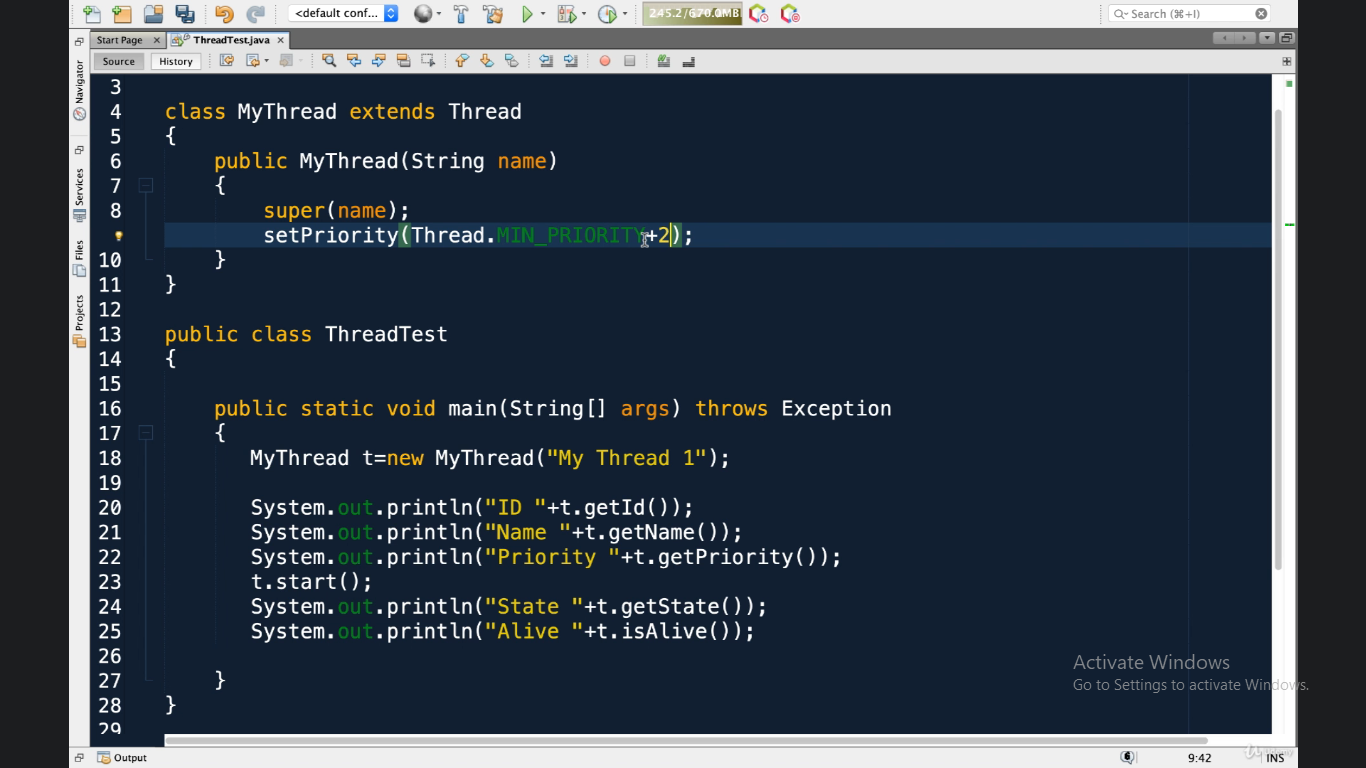 <default conf...
245.2/670.0MB
Search (⌘+I)
Start Page
ThreadTest.java
Source
History
Navigator
Services
Files
Projects
3
4 class MyThread extends Thread
5 {
6 public MyThread(String name)
7 {
8 super(name);
setPriority(Thread.MIN_PRIORITY+2);
10 }
11 }
12
13 public class ThreadTest
14 {
15
16 public static void main(String[] args) throws Exception
17 {
18 MyThread t=new MyThread("My Thread 1");
19
20 System.out.println("ID "+t.getId());
21 System.out.println("Name "+t.getName());
22 System.out.println("Priority "+t.getPriority());
23 t.start();
24 System.out.println("State "+t.getState());
25 System.out.println("Alive "+t.isAlive());
26
27 }
28 }
29
Activate Windows
Go to Settings to activate Windows.
Output
6
9:42
INS